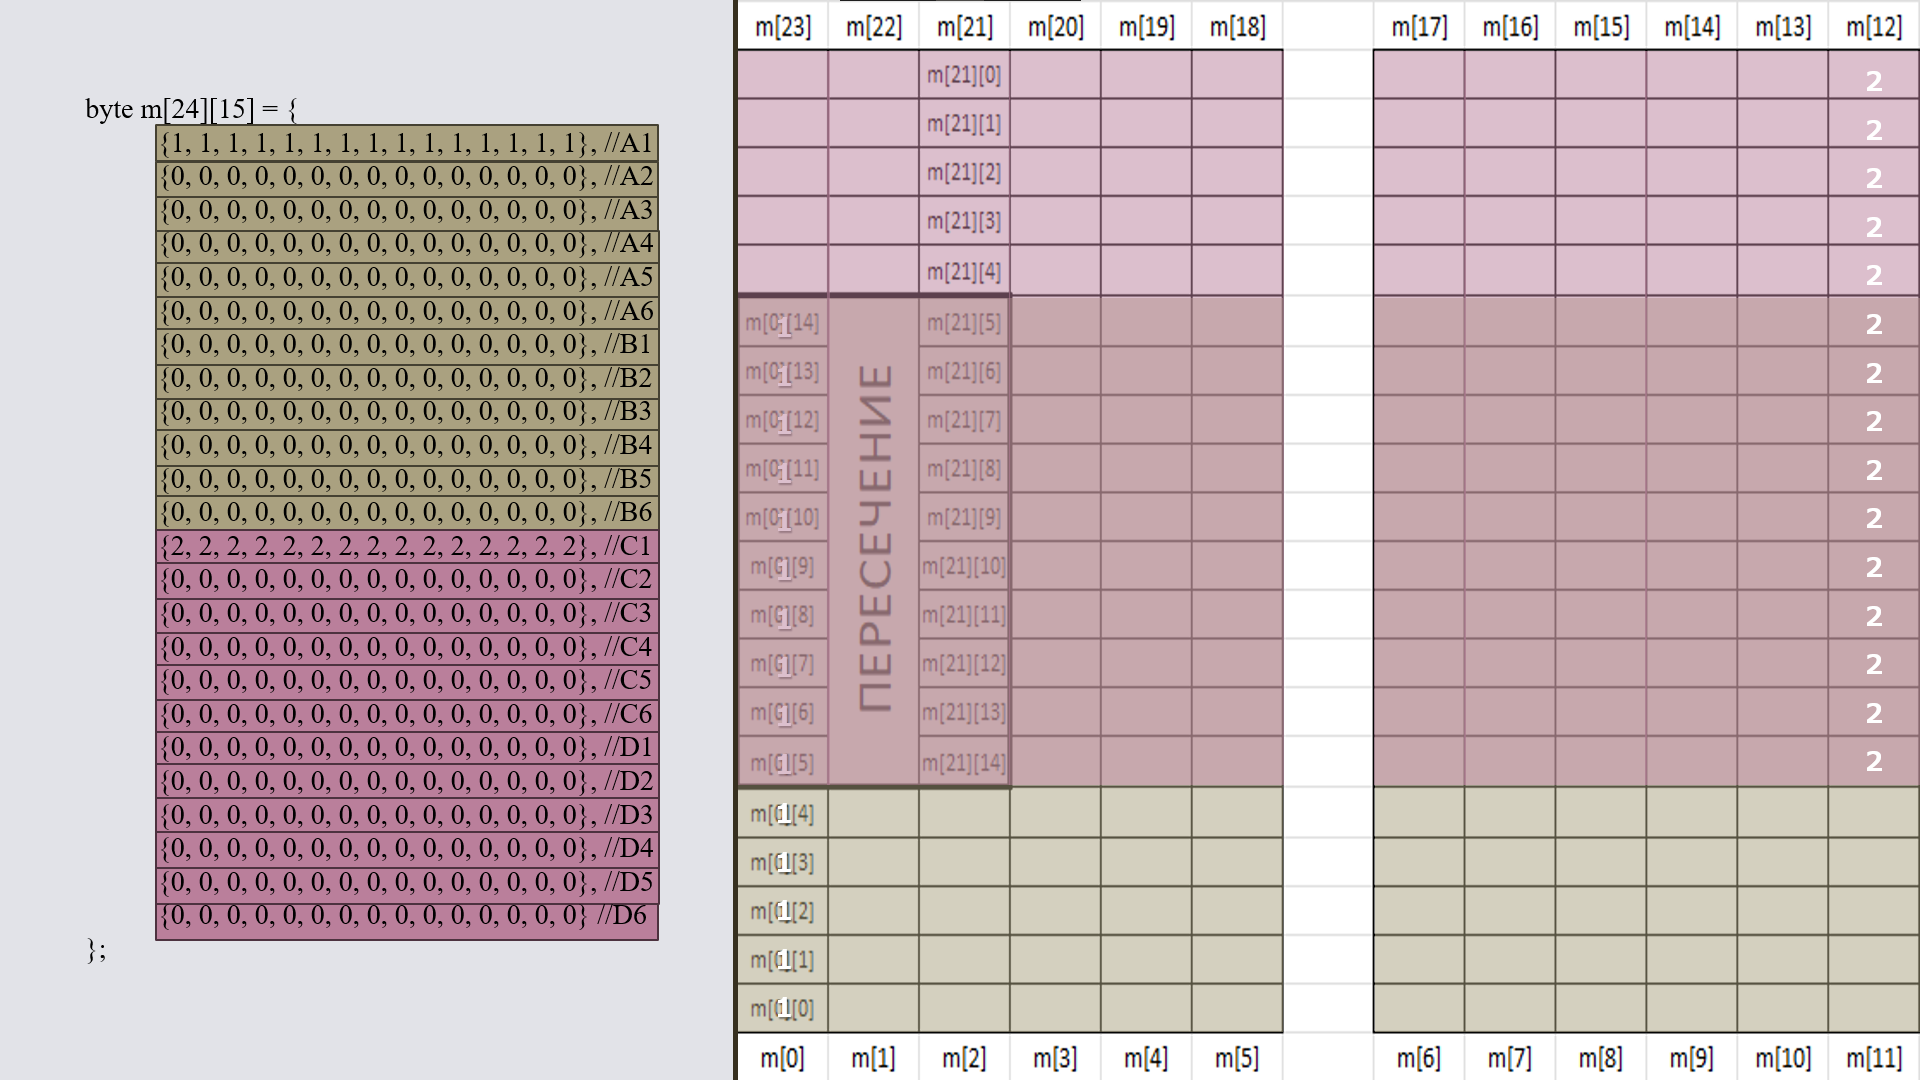 byte m[24][15] = {
{1, 1, 1, 1, 1, 1, 1, 1, 1, 1, 1, 1, 1, 1, 1}, //A1
{0, 0, 0, 0, 0, 0, 0, 0, 0, 0, 0, 0, 0, 0, 0}, //A2
{0, 0, 0, 0, 0, 0, 0, 0, 0, 0, 0, 0, 0, 0, 0}, //A3
{0, 0, 0, 0, 0, 0, 0, 0, 0, 0, 0, 0, 0, 0, 0}, //A4
{0, 0, 0, 0, 0, 0, 0, 0, 0, 0, 0, 0, 0, 0, 0}, //A5
{0, 0, 0, 0, 0, 0, 0, 0, 0, 0, 0, 0, 0, 0, 0}, //A6
{0, 0, 0, 0, 0, 0, 0, 0, 0, 0, 0, 0, 0, 0, 0}, //B1
{0, 0, 0, 0, 0, 0, 0, 0, 0, 0, 0, 0, 0, 0, 0}, //B2
{0, 0, 0, 0, 0, 0, 0, 0, 0, 0, 0, 0, 0, 0, 0}, //B3
{0, 0, 0, 0, 0, 0, 0, 0, 0, 0, 0, 0, 0, 0, 0}, //B4
{0, 0, 0, 0, 0, 0, 0, 0, 0, 0, 0, 0, 0, 0, 0}, //B5
{0, 0, 0, 0, 0, 0, 0, 0, 0, 0, 0, 0, 0, 0, 0}, //B6
{2, 2, 2, 2, 2, 2, 2, 2, 2, 2, 2, 2, 2, 2, 2}, //C1
{0, 0, 0, 0, 0, 0, 0, 0, 0, 0, 0, 0, 0, 0, 0}, //C2
{0, 0, 0, 0, 0, 0, 0, 0, 0, 0, 0, 0, 0, 0, 0}, //C3
{0, 0, 0, 0, 0, 0, 0, 0, 0, 0, 0, 0, 0, 0, 0}, //C4
{0, 0, 0, 0, 0, 0, 0, 0, 0, 0, 0, 0, 0, 0, 0}, //C5
{0, 0, 0, 0, 0, 0, 0, 0, 0, 0, 0, 0, 0, 0, 0}, //C6
{0, 0, 0, 0, 0, 0, 0, 0, 0, 0, 0, 0, 0, 0, 0}, //D1
{0, 0, 0, 0, 0, 0, 0, 0, 0, 0, 0, 0, 0, 0, 0}, //D2
{0, 0, 0, 0, 0, 0, 0, 0, 0, 0, 0, 0, 0, 0, 0}, //D3
{0, 0, 0, 0, 0, 0, 0, 0, 0, 0, 0, 0, 0, 0, 0}, //D4
{0, 0, 0, 0, 0, 0, 0, 0, 0, 0, 0, 0, 0, 0, 0}, //D5
{0, 0, 0, 0, 0, 0, 0, 0, 0, 0, 0, 0, 0, 0, 0} //D6
};
m[23] m[22] m[21] m[20] m[19] m[18] m[17] m[16] m[15] m[14] m[13] m[12]
m[21][0] 2
m[21][1] 2
m[21][2] 2
m[21][3] 2
m[21][4] 2
m[0][14] 1 m[21][5] 2
m[0][13] 1 m[21][6] 2
m[0][12] 1 m[21][7] 2
m[0][11] 1 m[21][8] 2
m[0][10] 1 m[21][9] 2
m[0][9] 1 m[21][10] 2
m[0][8] 1 m[21][11] 2
m[0][7] 1 m[21][12] 2
m[0][6] 1 m[21][13] 2
m[0][5] 1 m[21][14] 2
ПЕРЕСЕЧЕНИЕ
m[0][4] 1
m[0][3] 1
m[0][2] 1
m[0][1] 1
m[0][0] 1
m[0] m[1] m[2] m[3] m[4] m[5] m[6] m[7] m[8] m[9] m[10] m[11]